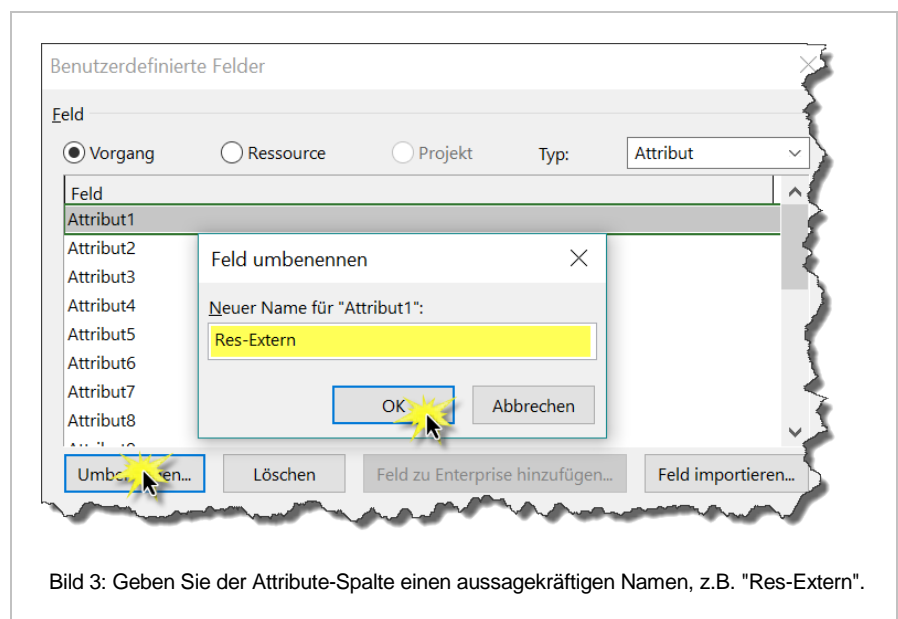 Benutzerdefinierte Felder
Feld
Vorgang Ressource Projekt Typ: Attribut
Feld
Attribut1
Attribut2
Attribut3
Attribut4
Attribut5
Attribut6
Attribut7
Attribut8
Feld umbenennen
Neuer Name für "Attribut1":
Res-Extern
OK Abbrechen
Löschen Feld zu Enterprise hinzufügen... Feld importieren...
Bild 3: Geben Sie der Attribute-Spalte einen aussagekräftigen Namen, z.B. "Res-Extern".